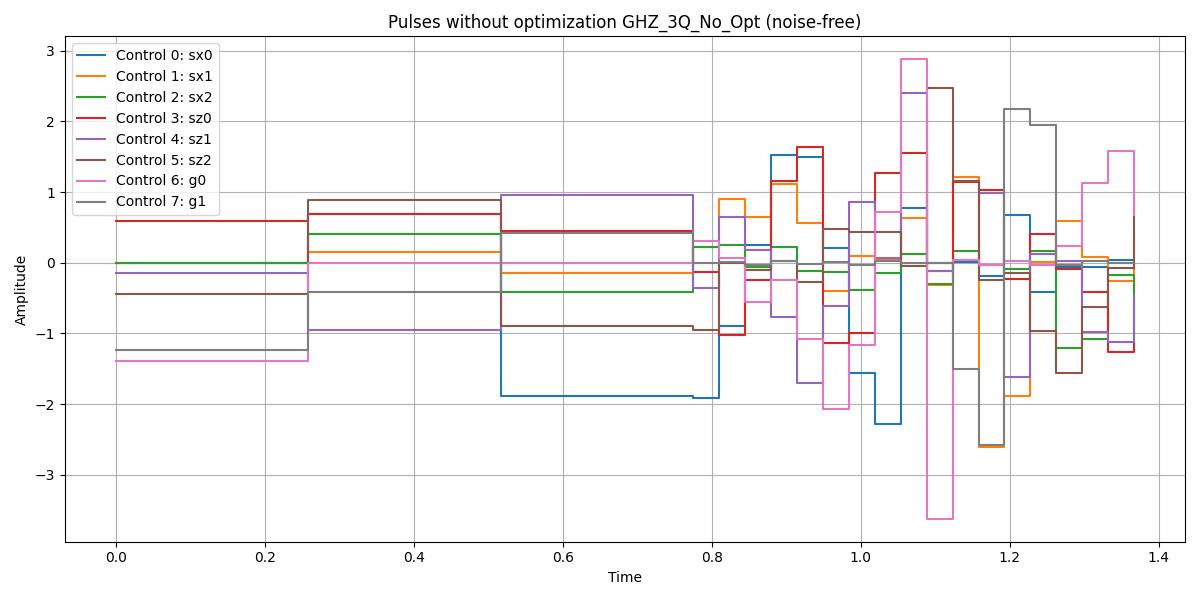 Pulses without optimization GHZ_3Q_No_Opt (noise-free)
Control 0: sx0
Control 1: sx1
Control 2: sx2
Control 3: sz0
Control 4: sz1
Control 5: sz2
Control 6: g0
Control 7: g1
3
2
1
0
−1
−2
−3
Amplitude
0.0 0.2 0.4 0.6 0.8 1.0 1.2 1.4
Time